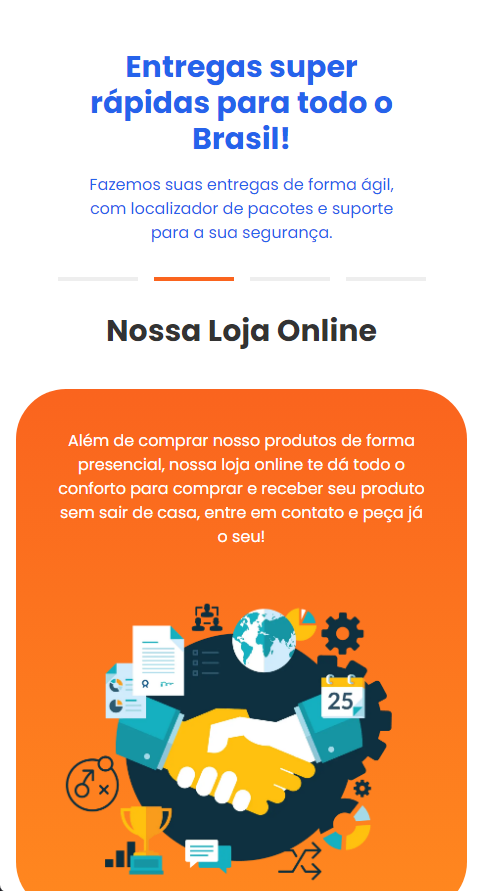 Entregas super
rápidas para todo o
Brasil!
Fazemos suas entregas de forma ágil,
com localizador de pacotes e suporte
para a sua segurança.
Nossa Loja Online
Além de comprar nosso produtos de forma
presencial, nossa loja online te dá todo o
conforto para comprar e receber seu produto
sem sair de casa, entre em contato e peça já
o seu!
25